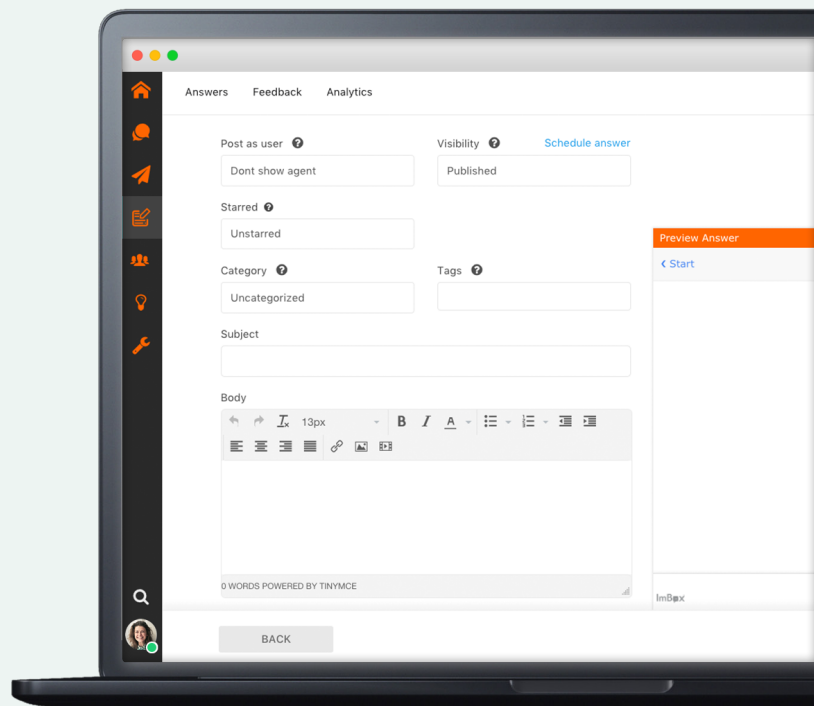 Answers Feedback Analytics
Post as user Visibility Schedule answer
Dont show agent Published
Starred
Unstarred
Preview Answer
Start
Category Tags
Uncategorized
Subject
Body
13px B I A
0 WORDS POWERED BY TINYMCE
ImBox
BACK